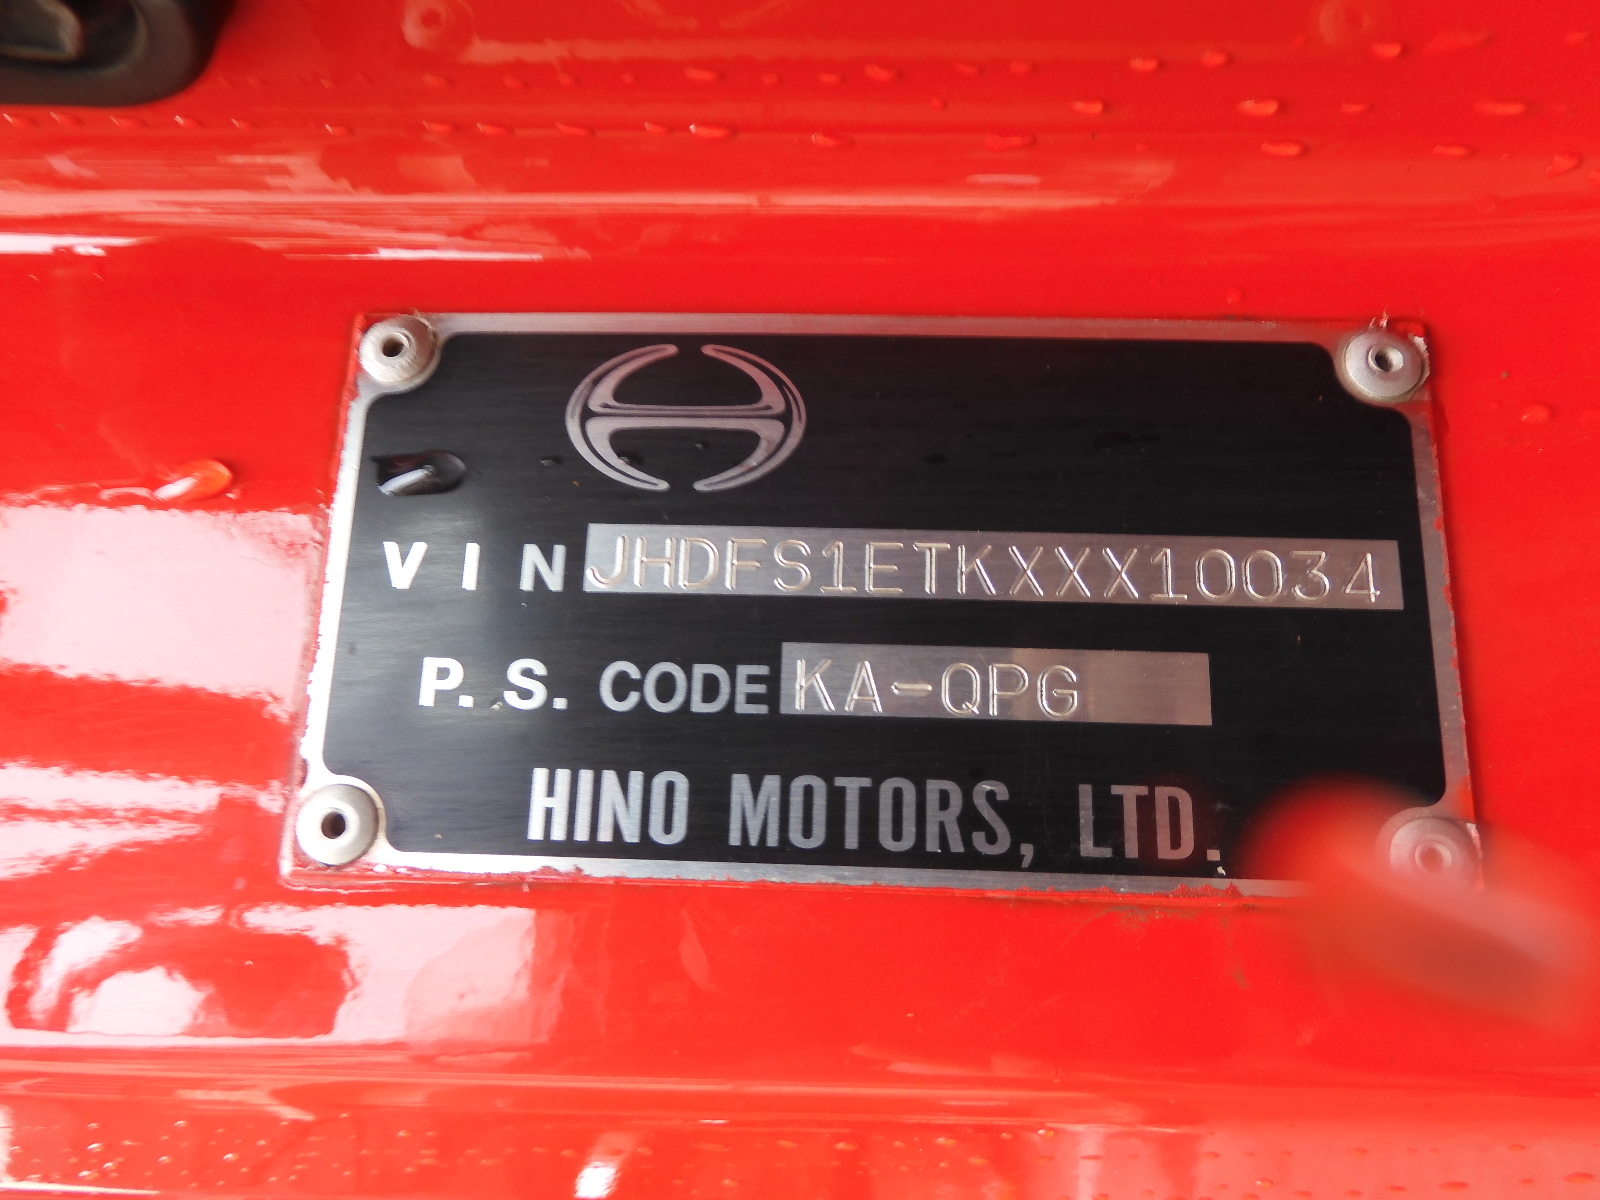 VIN JHDFS1ETKXXX10034
P.S. CODE KA-QPG
HINO MOTORS, LTD.